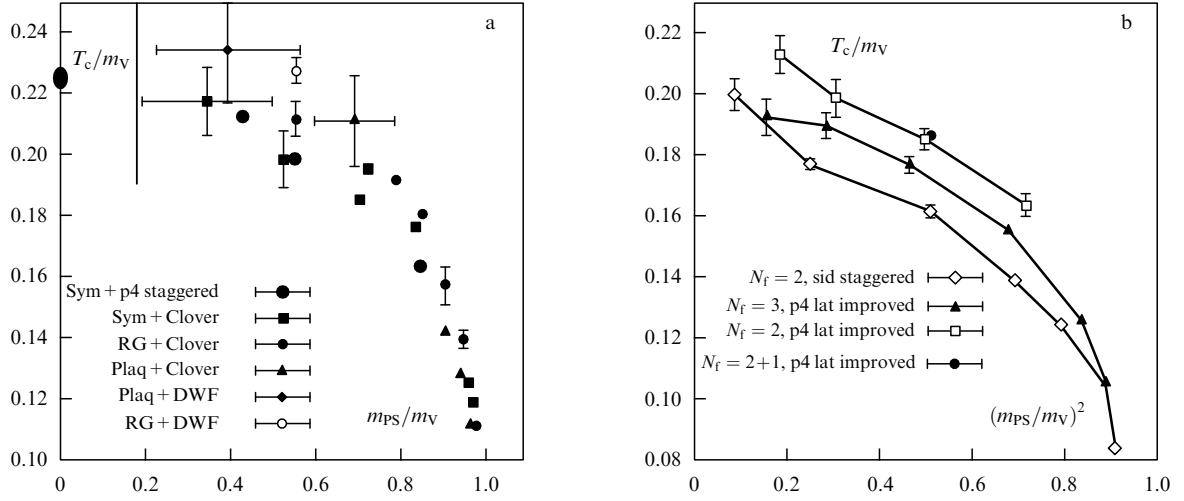 0.24
0.22
0.20
0.18
0.16
0.14
0.12
0.10
T_c/m_V
a
Sym + p4 staggered
Sym + Clover
RG + Clover
Plaq + Clover
Plaq + DWF
RG + DWF
m_PS/m_V
0 0.2 0.4 0.6 0.8 1.0
0.22
0.20
0.18
0.16
0.14
0.12
0.10
0.08
T_c/m_V
b
N_f = 2, sid staggered
N_f = 3, p4 lat improved
N_f = 2, p4 lat improved
N_f = 2+1, p4 lat improved
(m_PS/m_V)^2
0 0.2 0.4 0.6 0.8 1.0